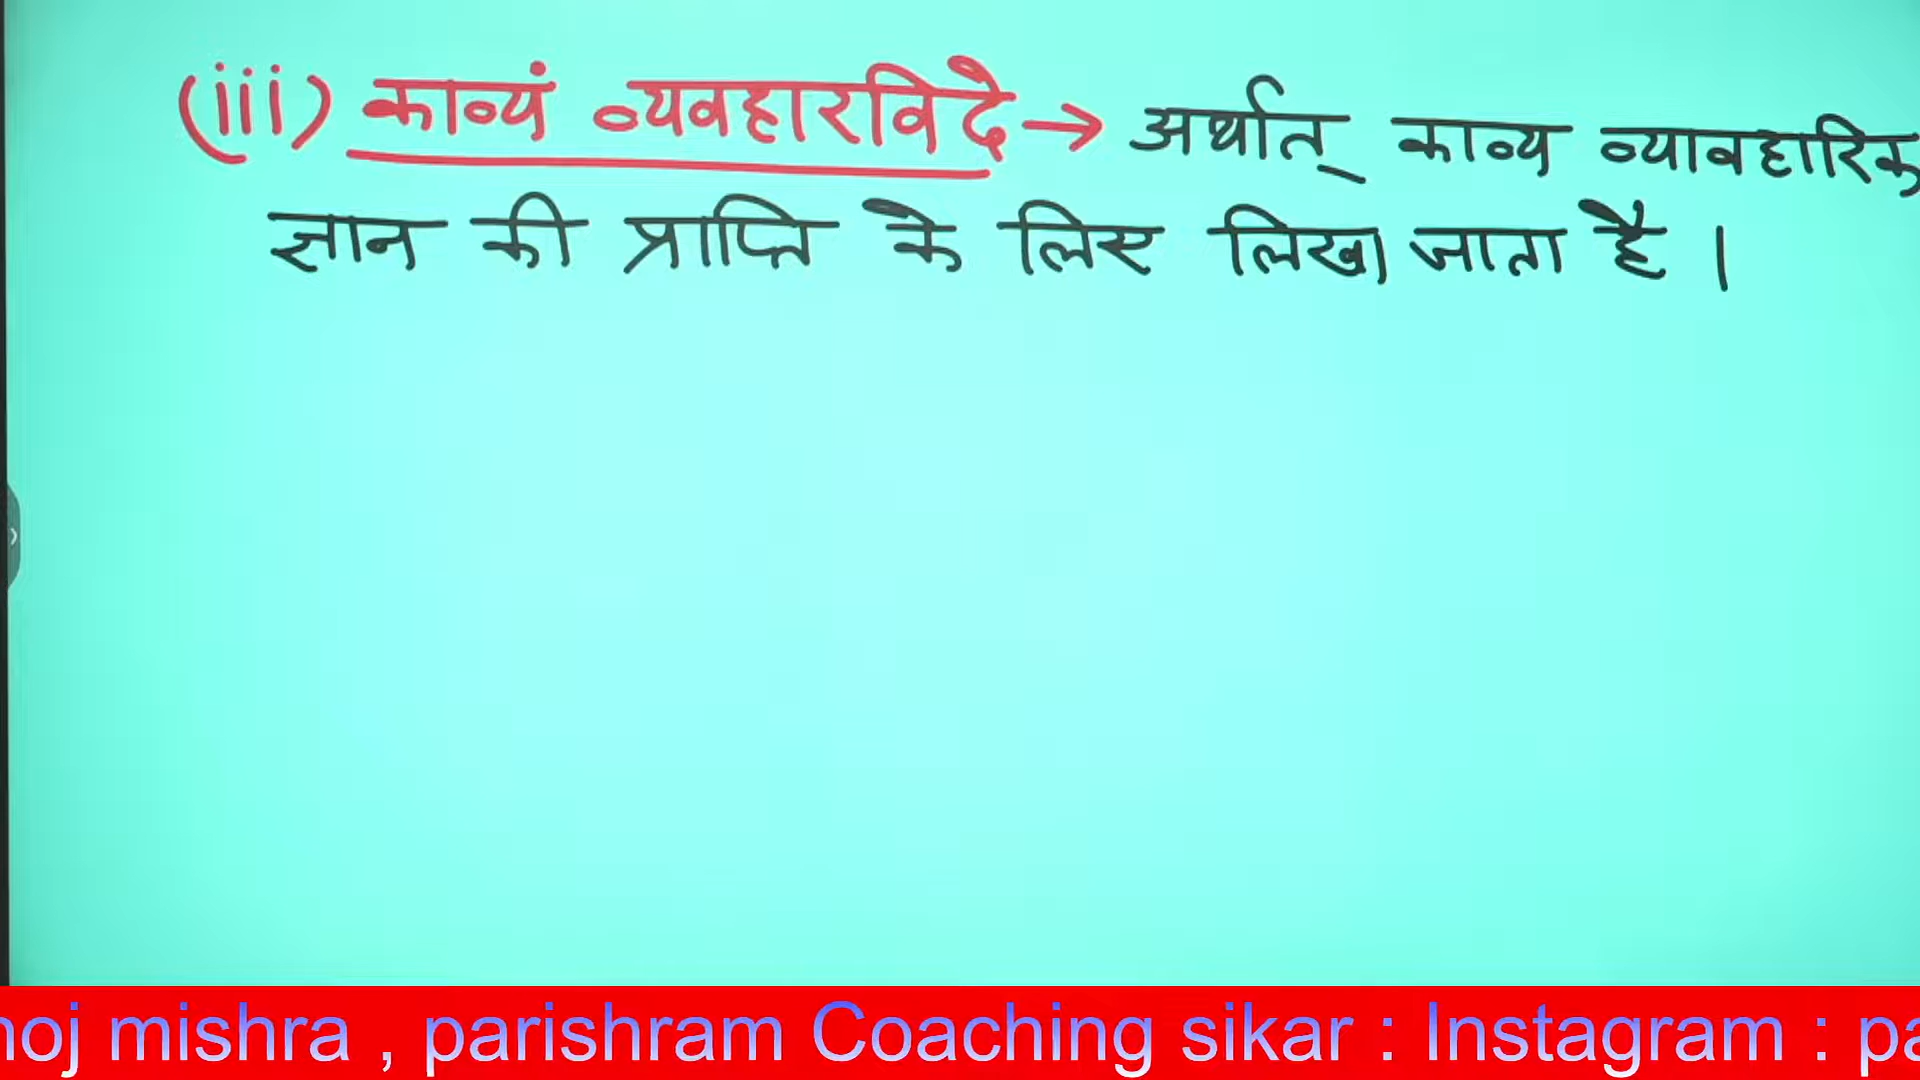 (iii) काव्यं व्यवहारविदे → अर्थात् काव्य व्यावहारिक
ज्ञान की प्राप्ति के लिए लिखा जाता है ।
noj mishra , parishram Coaching sikar : Instagram : pa